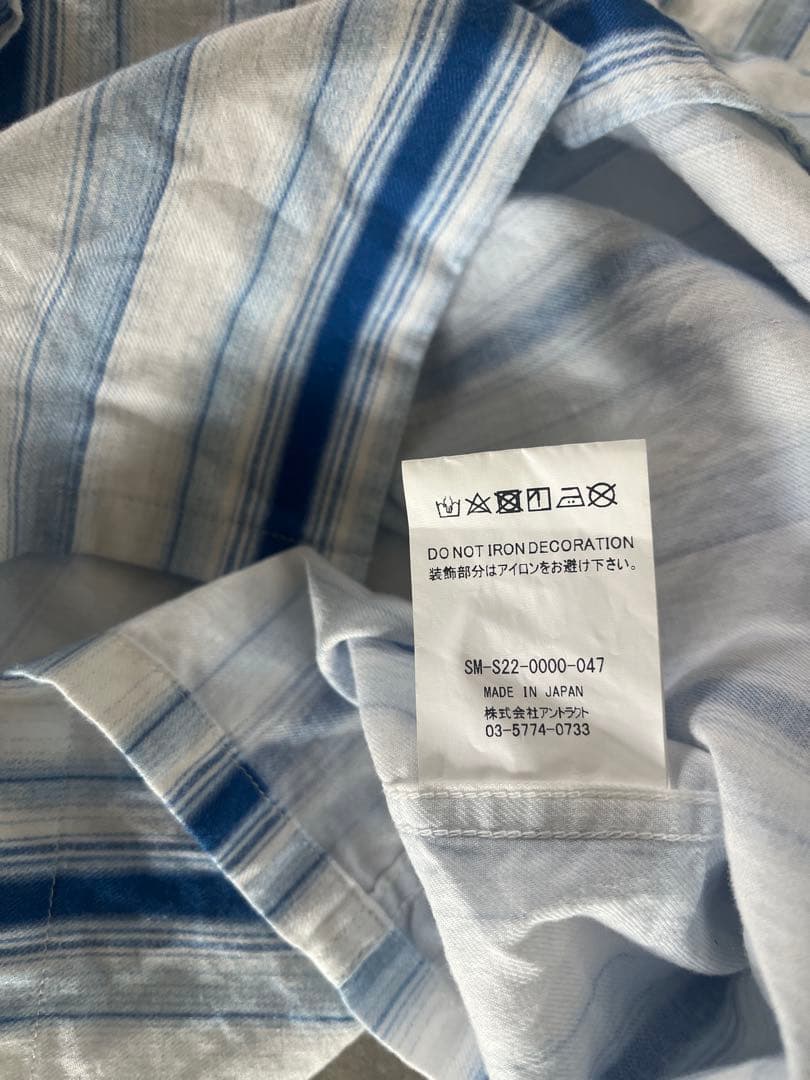 DO NOT IRON DECORATION
装飾部分はアイロンをお避け下さい。
SM-S22-0000-047
MADE IN JAPAN
株式会社アントラクト
03-5774-0733